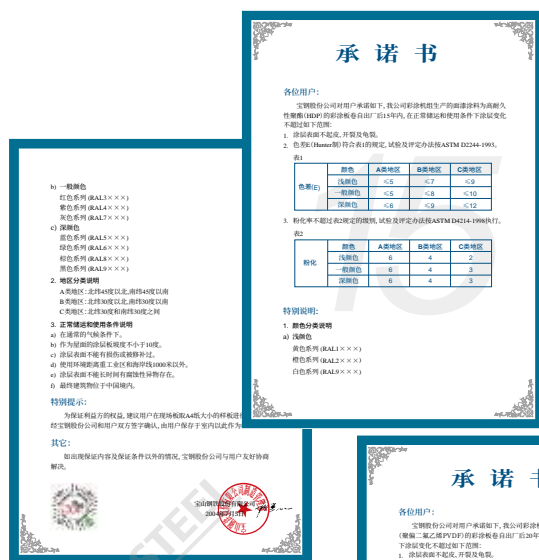 承 诺 书
各位用户：
宝钢股份公司对用户承诺如下，我公司彩涂机组生产的面漆涂料为高耐久
性聚酯(HDP)的彩涂板卷自出厂后15年内，在正常储运和使用条件下涂层变化
不超过如下范围：
1. 涂层表面不起皮，开裂及龟裂。
2. 色差E(Hunter制)符合表1的规定，试验及评定办法按ASTM D2244-1993。
表1
色差(E) 颜色 A类地区 B类地区 C类地区
浅颜色 ≤5 ≤7 ≤9
一般颜色 ≤5 ≤8 ≤10
深颜色 ≤6 ≤9 ≤12
3. 粉化率不超过表2规定的级别，试验及评定办法按ASTM D4214-1998执行。
表2
粉化 颜色 A类地区 B类地区 C类地区
浅颜色 6 4 2
一般颜色 6 4 3
深颜色 6 4 3
特别说明：
1. 颜色分类说明
a) 浅颜色
黄色系列 (RAL1×××)
橙色系列 (RAL2×××)
白色系列 (RAL9×××)
15
b) 一般颜色
红色系列 (RAL3×××)
紫色系列 (RAL4×××)
灰色系列 (RAL7×××)
c) 深颜色
蓝色系列 (RAL5×××)
绿色系列 (RAL6×××)
棕色系列 (RAL8×××)
黑色系列 (RAL9×××)
2. 地区分类说明
A类地区：北纬45度以北，南纬45度以南
B类地区：北纬30度以北，南纬30度以南
C类地区：北纬30度和南纬30度之间
3. 正常储运和使用条件说明
a) 在通常的气候条件下。
b) 作为屋面的涂层板坡度不小于10度。
c) 涂层表面不能有损伤或被修补过。
d) 使用环境距离重工业区和海岸线1000米以外。
e) 涂层表面不能长时间有腐蚀性异物存在。
f) 最终建筑物位于中国境内。
特别提示：
为保证利益方的权益，建议用户在现场板取A4纸大小的样板进
经宝钢股份公司和用户双方签字确认，由用户保存于室内以此作为
其它：
如出现保证内容及保证条件以外的情况，宝钢股份公司与用户友好协商
解决。
宝山钢铁股份有限公司
2004年7月15日
STEEL
承 诺
各位用户：
宝钢股份公司对用户承诺如下，我公司彩涂
(聚偏二氟乙烯PVDF)的彩涂板卷自出厂后20年
下涂层变化不超过如下范围：
1. 涂层表面不起皮，开裂及龟裂。